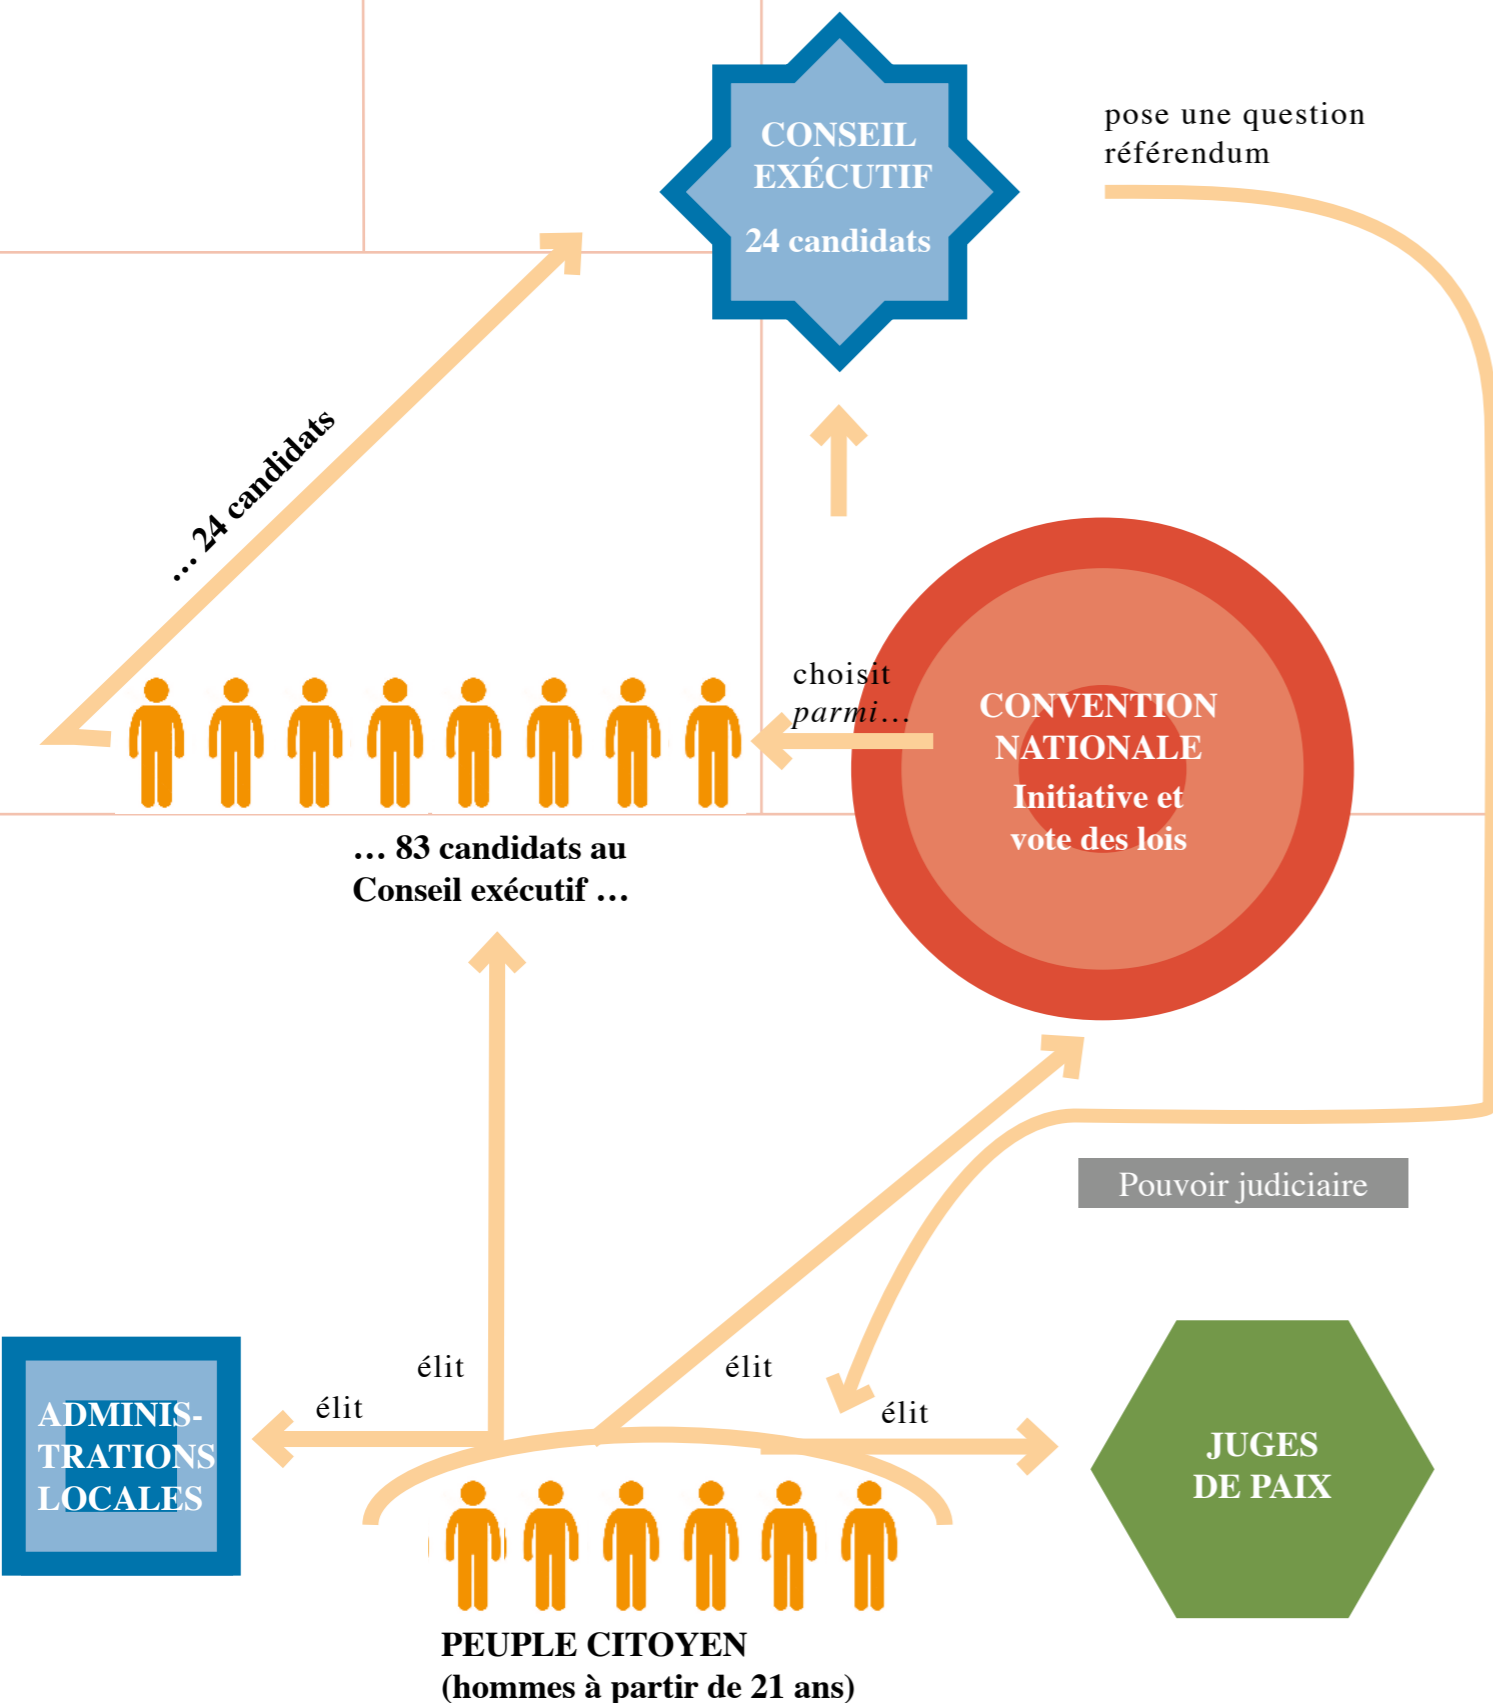 CONSEIL
EXÉCUTIF
24 candidats
pose une question
référendum
… 24 candidats
choisit
parmi…
CONVENTION
NATIONALE
Initiative et
vote des lois
… 83 candidats au
Conseil exécutif …
Pouvoir judiciaire
élit
élit
élit
élit
ADMINIS-
TRATIONS
LOCALES
JUGES
DE PAIX
PEUPLE CITOYEN
(hommes à partir de 21 ans)